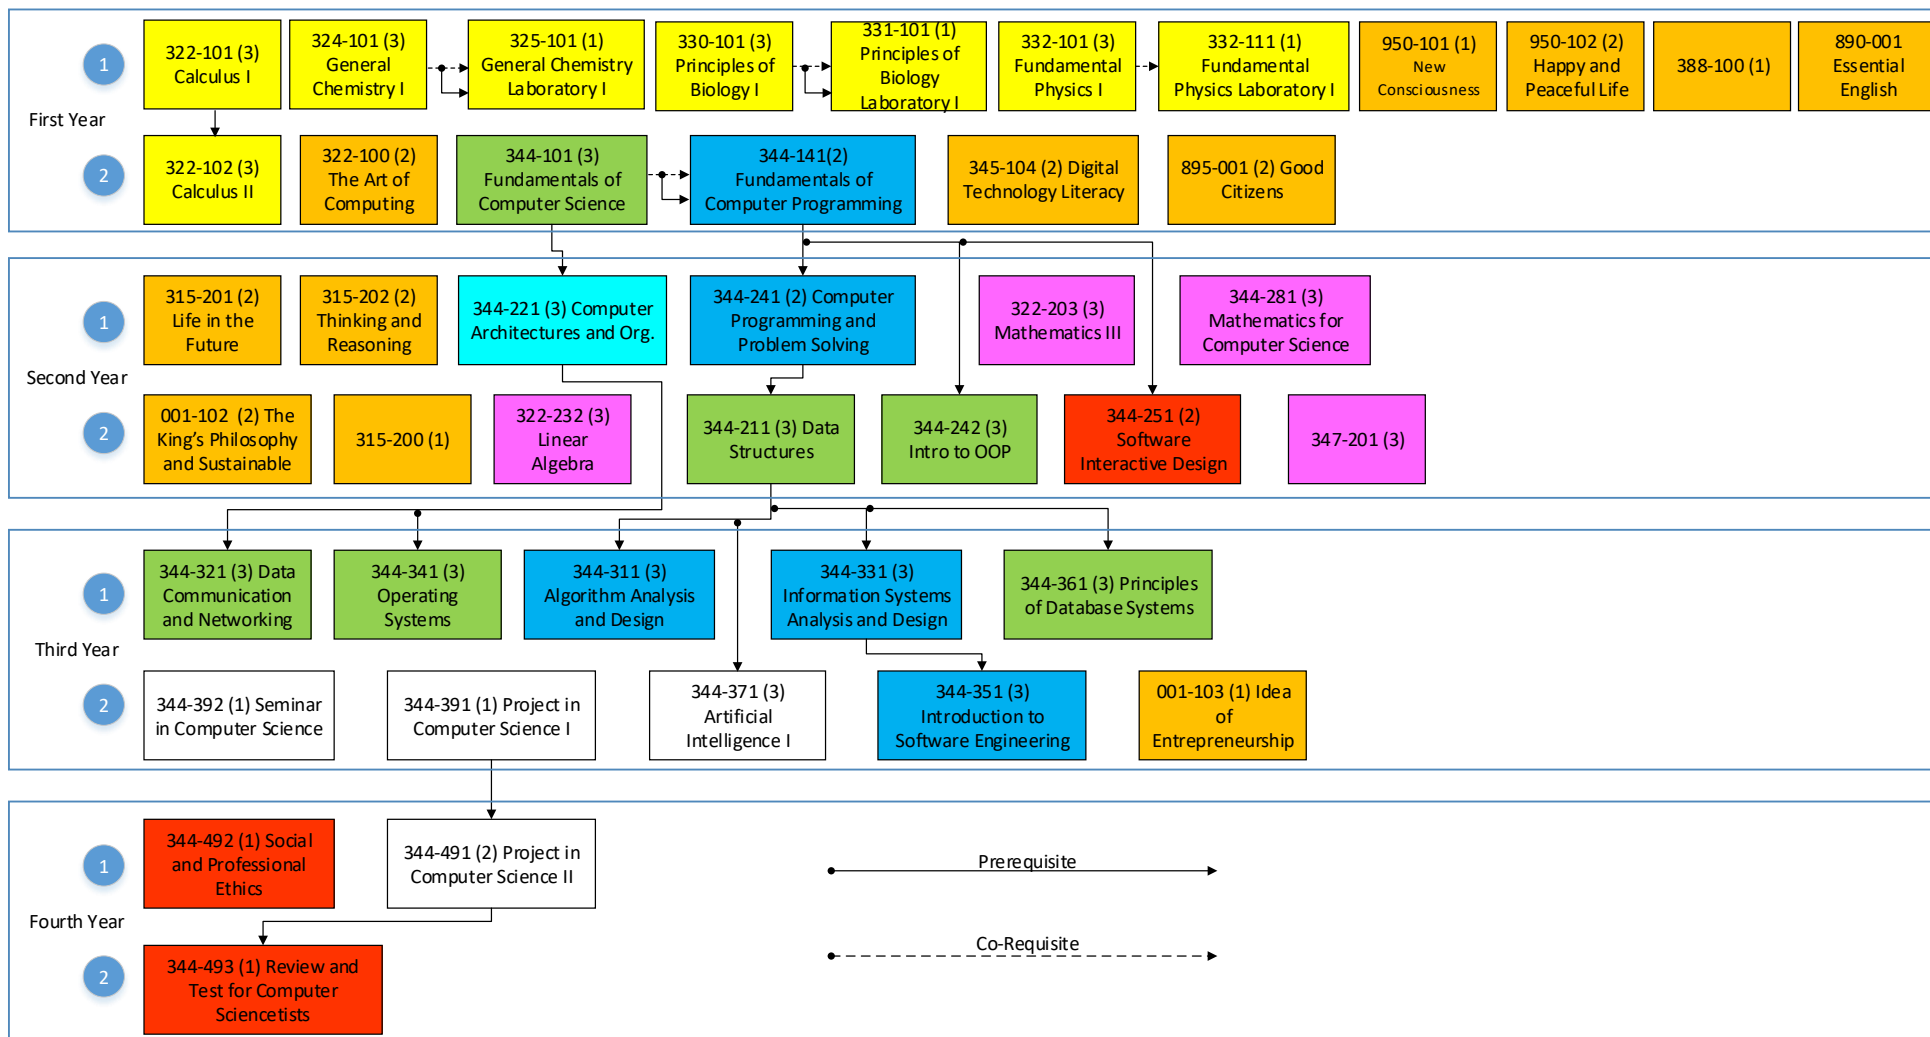 1
First Year
322-101 (3)
Calculus I
324-101 (3)
General
Chemistry I
325-101 (1)
General Chemistry
Laboratory I
330-101 (3)
Principles of
Biology I
331-101 (1)
Principles of
Biology
Laboratory I
332-101 (3)
Fundamental
Physics I
332-111 (1)
Fundamental
Physics Laboratory I
950-101 (1)
New
Consciousness
950-102 (2)
Happy and
Peaceful Life
388-100 (1)
890-001
Essential
English
2
322-102 (3)
Calculus II
322-100 (2)
The Art of
Computing
344-101 (3)
Fundamentals of
Computer Science
344-141(2)
Fundamentals of
Computer Programming
345-104 (2) Digital
Technology Literacy
895-001 (2) Good
Citizens
1
Second Year
315-201 (2)
Life in the
Future
315-202 (2)
Thinking and
Reasoning
344-221 (3) Computer
Architectures and Org.
344-241 (2) Computer
Programming and
Problem Solving
322-203 (3)
Mathematics III
344-281 (3)
Mathematics for
Computer Science
2
001-102 (2) The
King's Philosophy
and Sustainable
315-200 (1)
322-232 (3)
Linear
Algebra
344-211 (3) Data
Structures
344-242 (3)
Intro to OOP
344-251 (2)
Software
Interactive Design
347-201 (3)
1
Third Year
344-321 (3) Data
Communication
and Networking
344-341 (3)
Operating
Systems
344-311 (3)
Algorithm Analysis
and Design
344-331 (3)
Information Systems
Analysis and Design
344-361 (3) Principles
of Database Systems
2
344-392 (1) Seminar
in Computer Science
344-391 (1) Project in
Computer Science I
344-371 (3)
Artificial
Intelligence I
344-351 (3)
Introduction to
Software Engineering
001-103 (1) Idea
of
Entrepreneurship
1
Fourth Year
344-492 (1) Social
and Professional
Ethics
344-491 (2) Project in
Computer Science II
Prerequisite
2
344-493 (1) Review and
Test for Computer
Sciencetists
Co-Requisite